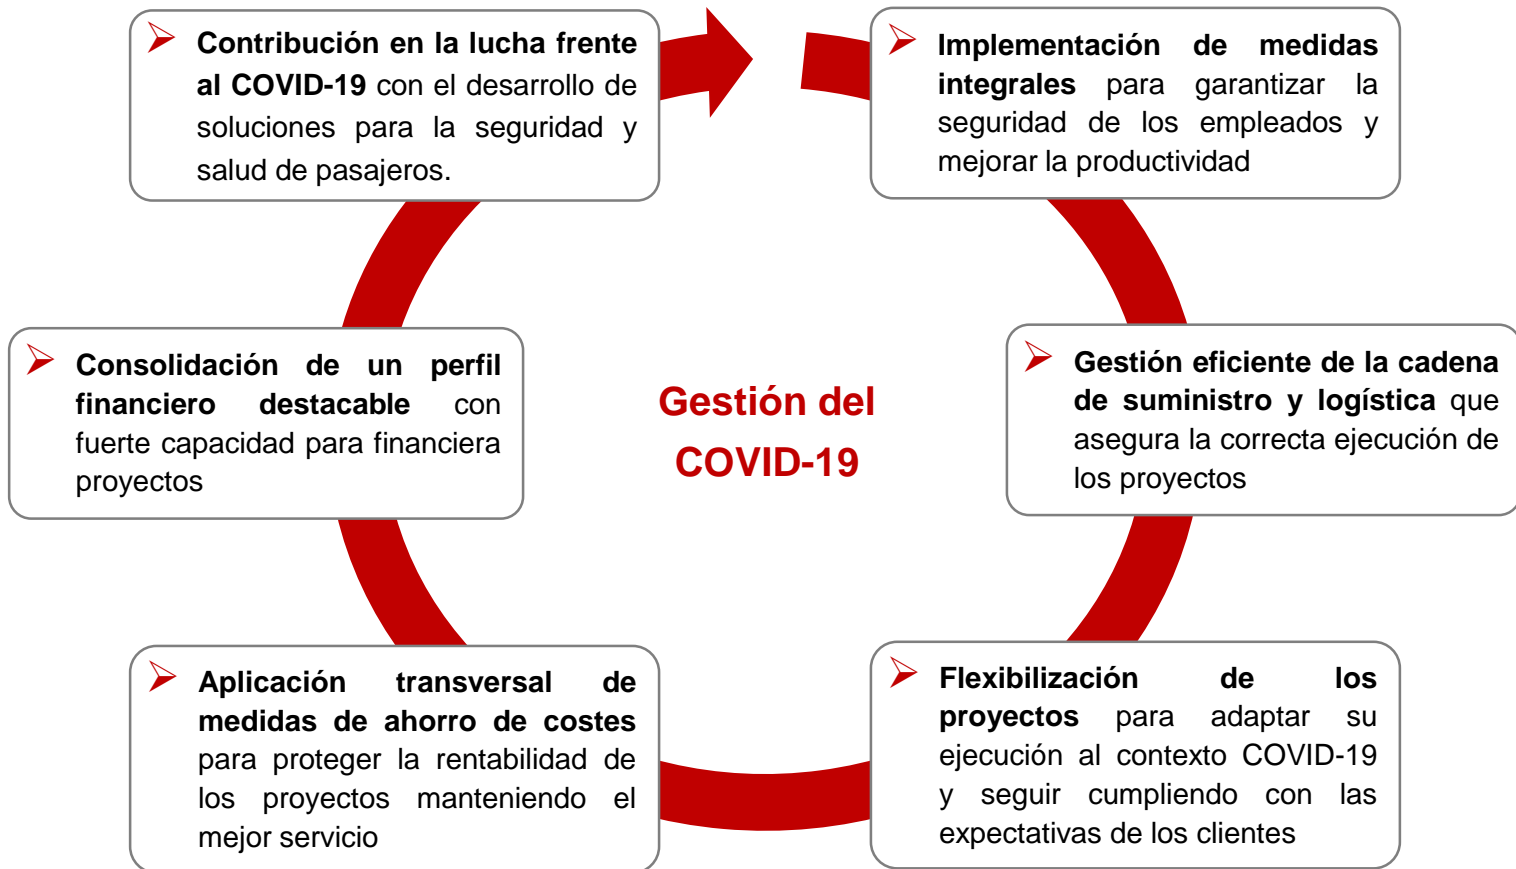 Contribución en la lucha frente
al COVID-19 con el desarrollo de
soluciones para la seguridad y
salud de pasajeros.
Implementación de medidas
integrales para garantizar la
seguridad de los empleados y
mejorar la productividad
Consolidación de un perfil
financiero destacable con
fuerte capacidad para financiera
proyectos
Gestión del
COVID-19
Gestión eficiente de la cadena
de suministro y logística que
asegura la correcta ejecución de
los proyectos
Aplicación transversal de
medidas de ahorro de costes
para proteger la rentabilidad de
los proyectos manteniendo el
mejor servicio
Flexibilización de los
proyectos para adaptar su
ejecución al contexto COVID-19
y seguir cumpliendo con las
expectativas de los clientes